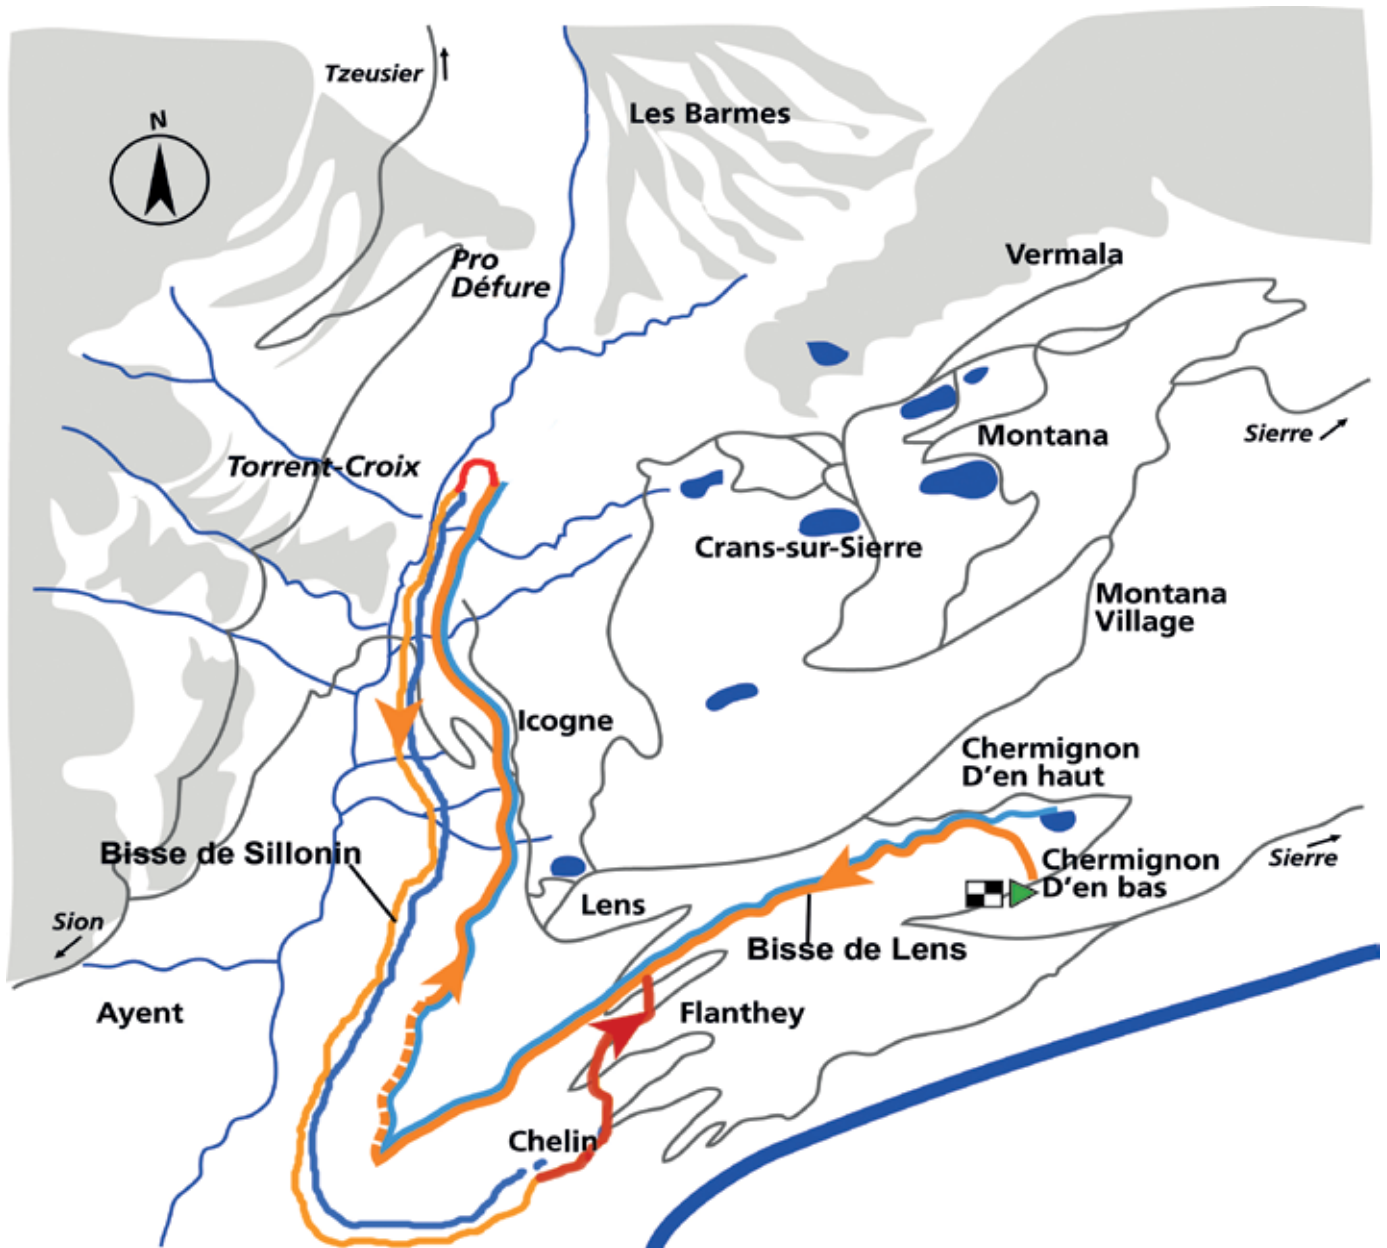 Tzeusier
Les Barmes
N
Vermala
Pro
Défure
Sierre
Montana
Torrent-Croix
Crans-sur-Sierre
Montana
Village
Icogne
Chermignon
D'en haut
Bisse de Sillonin
Chermignon
D'en bas
Sierre
Lens
Sion
Bisse de Lens
Ayent
Flanthey
Chelin